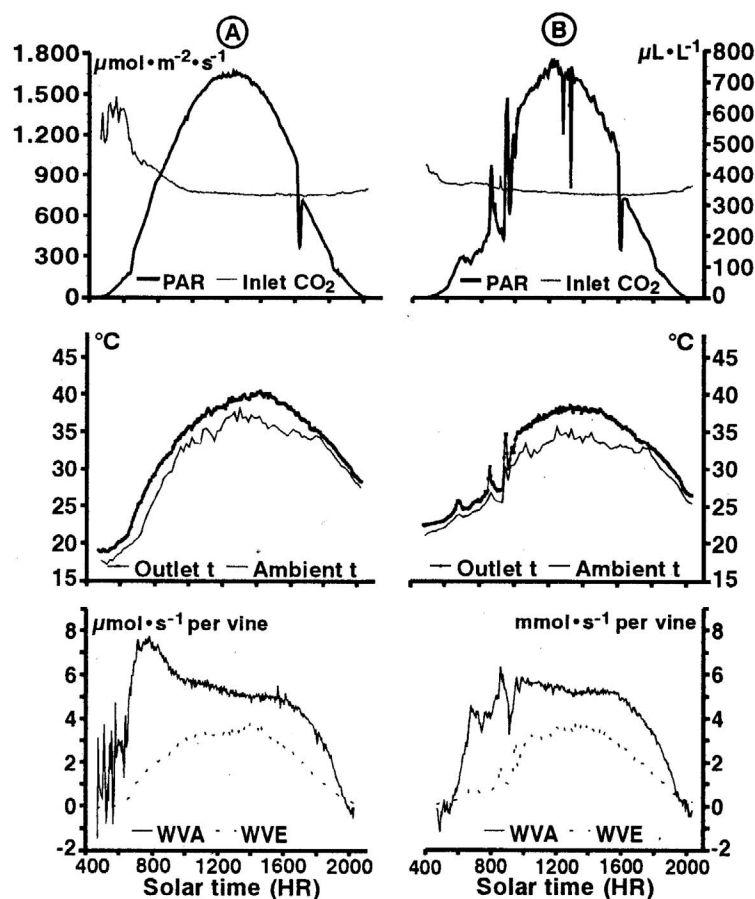 A B
µmol•m-2•s-1 µL•L-1
1.800 800
1.500 700
600
1.200 500
900 400
600 300
300 200
100
0 0
PAR Inlet CO2 PAR Inlet CO2
°C °C
45 45
40 40
35 35
30 30
25 25
20 20
15 15
Outlet t Ambient t Outlet t Ambient t
µmol•s-1 per vine mmol•s-1 per vine
8 8
6 6
4 4
2 2
0 0
-2 -2
WVA WVE WVA WVE
400 800 1200 1600 2000 400 800 1200 1600 2000
Solar time (HR) Solar time (HR)